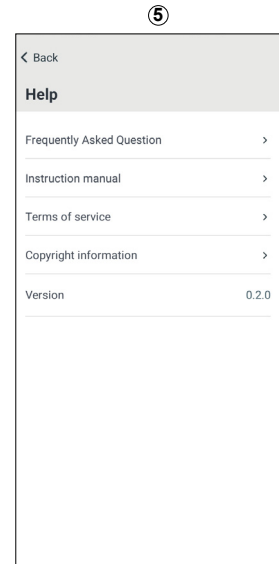 ⑤
Back
Help
Frequently Asked Question
Instruction manual
Terms of service
Copyright information
Version 0.2.0